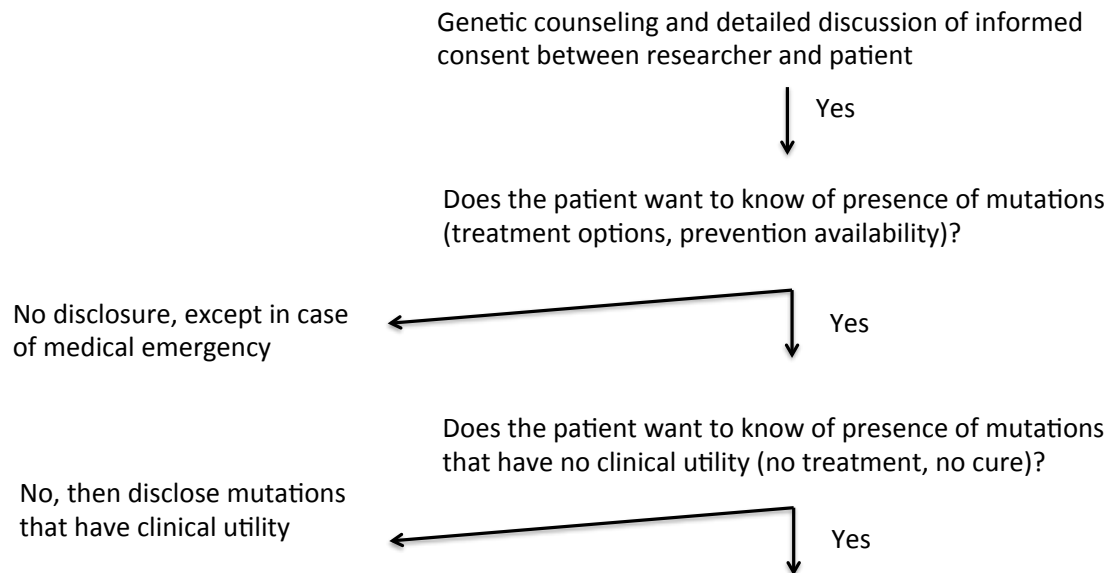 Genetic counseling and detailed discussion of informed
consent between researcher and patient
Yes
Does the patient want to know of presence of mutations
(treatment options, prevention availability)?
No disclosure, except in case
of medical emergency
Yes
Does the patient want to know of presence of mutations
that have no clinical utility (no treatment, no cure)?
No, then disclose mutations
that have clinical utility
Yes